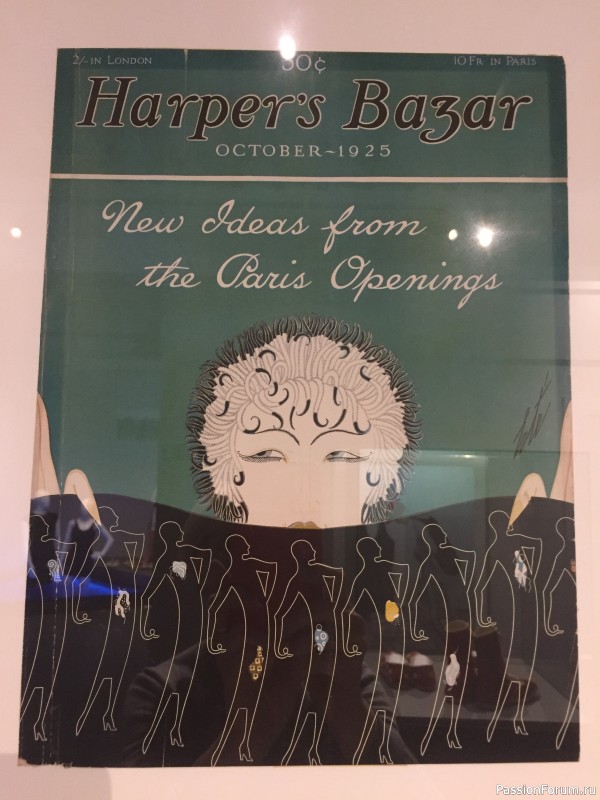 2/- IN LONDON
50¢
10 FR IN PARIS
Harper's Bazar
OCTOBER-1925
New Ideas from
the Paris Openings
Erté
PassionForum.ru